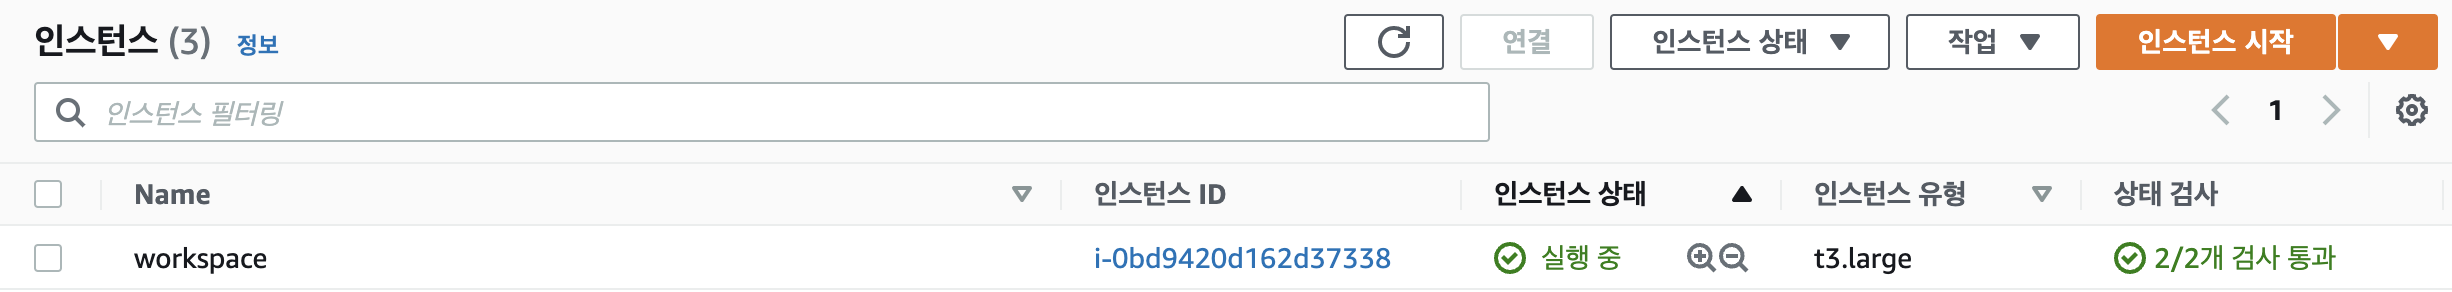 인스턴스 (3) 정보 연결 인스턴스 상태 작업 인스턴스 시작
인스턴스 필터링 1
Name 인스턴스 ID 인스턴스 상태 인스턴스 유형 상태 검사
workspace i-0bd9420d162d37338 실행 중 t3.large 2/2개 검사 통과